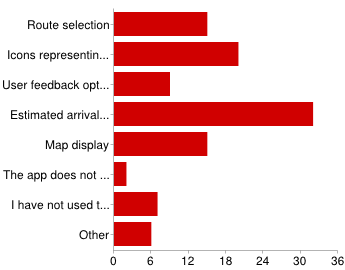 Route selection
Icons representin...
User feedback opt...
Estimated arrival...
Map display
The app does not ...
I have not used t...
Other
0 6 12 18 24 30 36